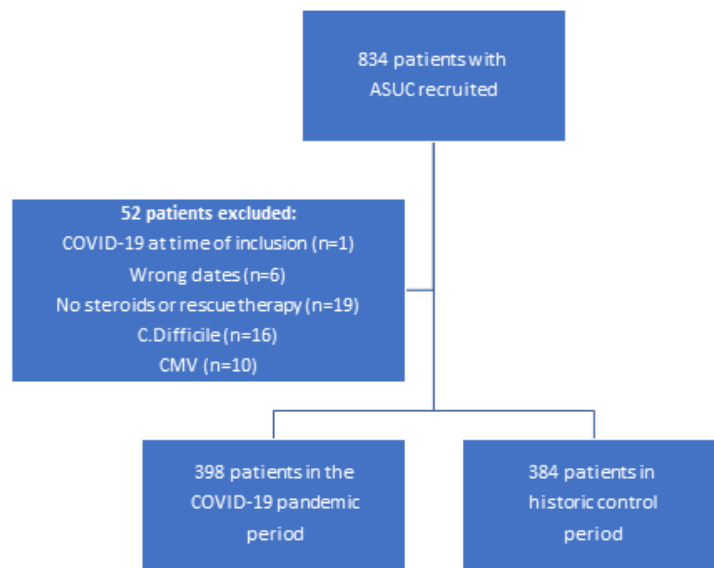 834 patients with
ASUC recruited
52 patients excluded:
COVID-19 at time of inclusion (n=1)
Wrong dates (n=6)
No steroids or rescue therapy (n=19)
C.Difficile (n=16)
CMV (n=10)
398 patients in the
COVID-19 pandemic
period
384 patients in
historic control
period